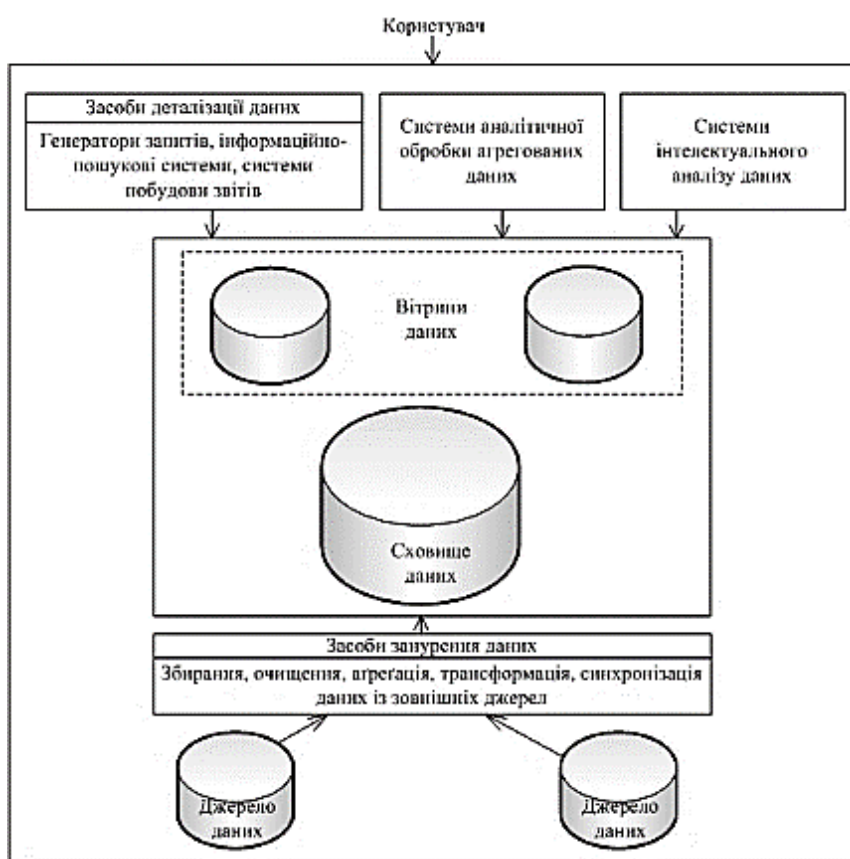 Користувач
Засоби деталізації даних
Генератори запитів, інформаційно-
пошукові системи, системи
побудови звітів
Системи аналітичної
обробки агрегованих
даних
Системи
інтелектуального
аналізу даних
Вітрини
даних
Сховище
даних
Засоби занурення даних
Збирання, очищення, аґреґація, трансформація, синхронізація
даних із зовнішніх джерел
Джерело
даних
Джерело
даних